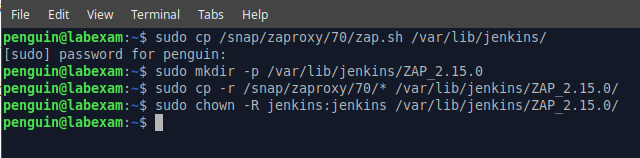 File View Terminal Tabs Help
penguin@labexam:~$ sudo cp /snap/zaproxy/70/zap.sh /var/lib/jenkins/
[sudo] password for penguin:
penguin@labexam:~$ sudo mkdir -p /var/lib/jenkins/ZAP_2.15.0
penguin@labexam:~$ sudo cp -r /snap/zaproxy/70/* /var/lib/jenkins/ZAP_2.15.0/
penguin@labexam:~$ sudo chown -R jenkins:jenkins /var/lib/jenkins/ZAP_2.15.0/
penguin@labexam:~$